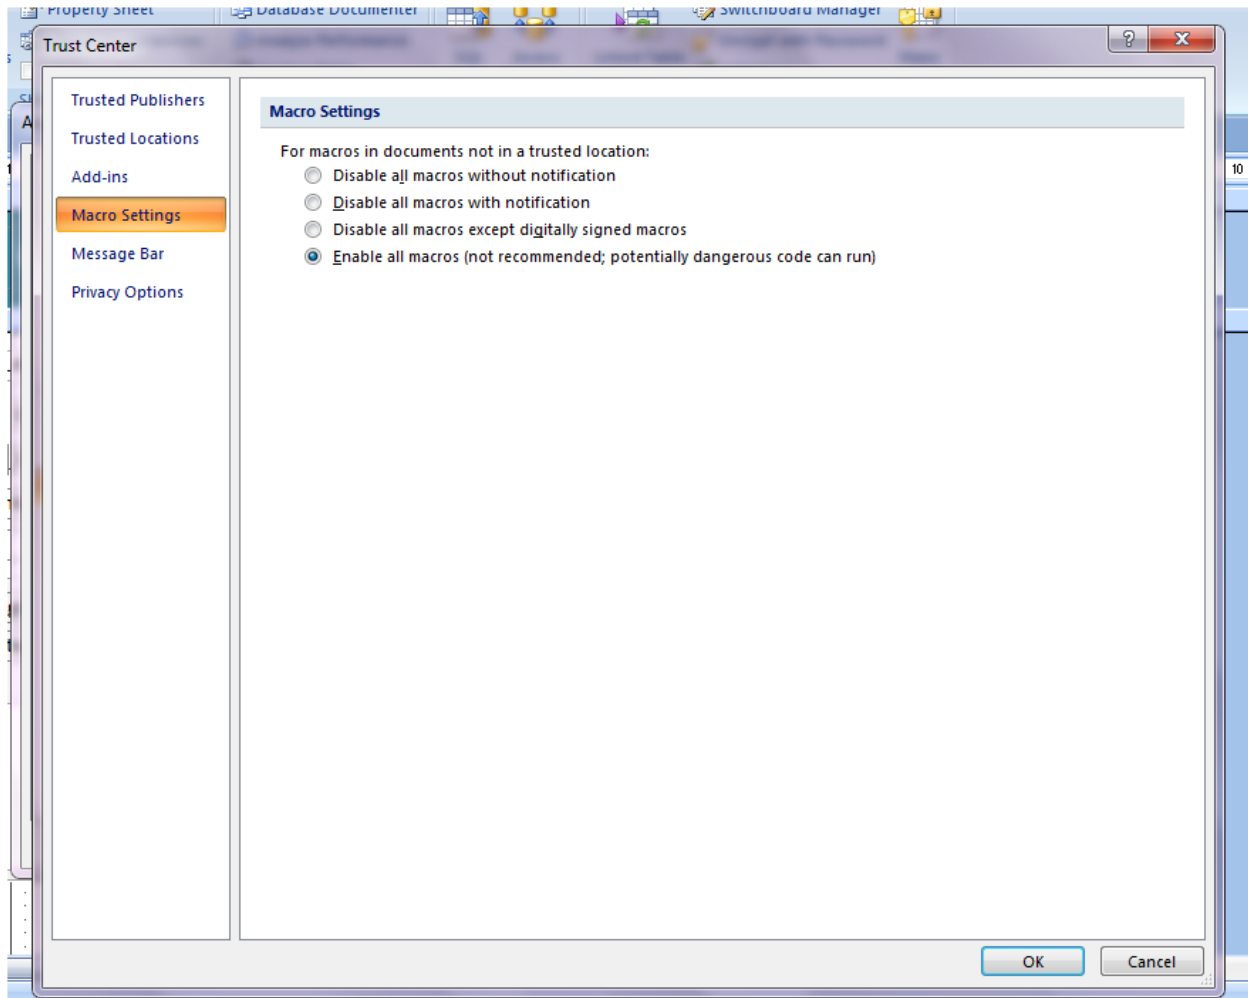 Property Sheet
Database Documenter
Switchboard Manager
Trust Center
Trusted Publishers
Trusted Locations
Add-ins
Macro Settings
Message Bar
Privacy Options
Macro Settings
For macros in documents not in a trusted location:
Disable all macros without notification
Disable all macros with notification
Disable all macros except digitally signed macros
Enable all macros (not recommended; potentially dangerous code can run)
10
OK
Cancel